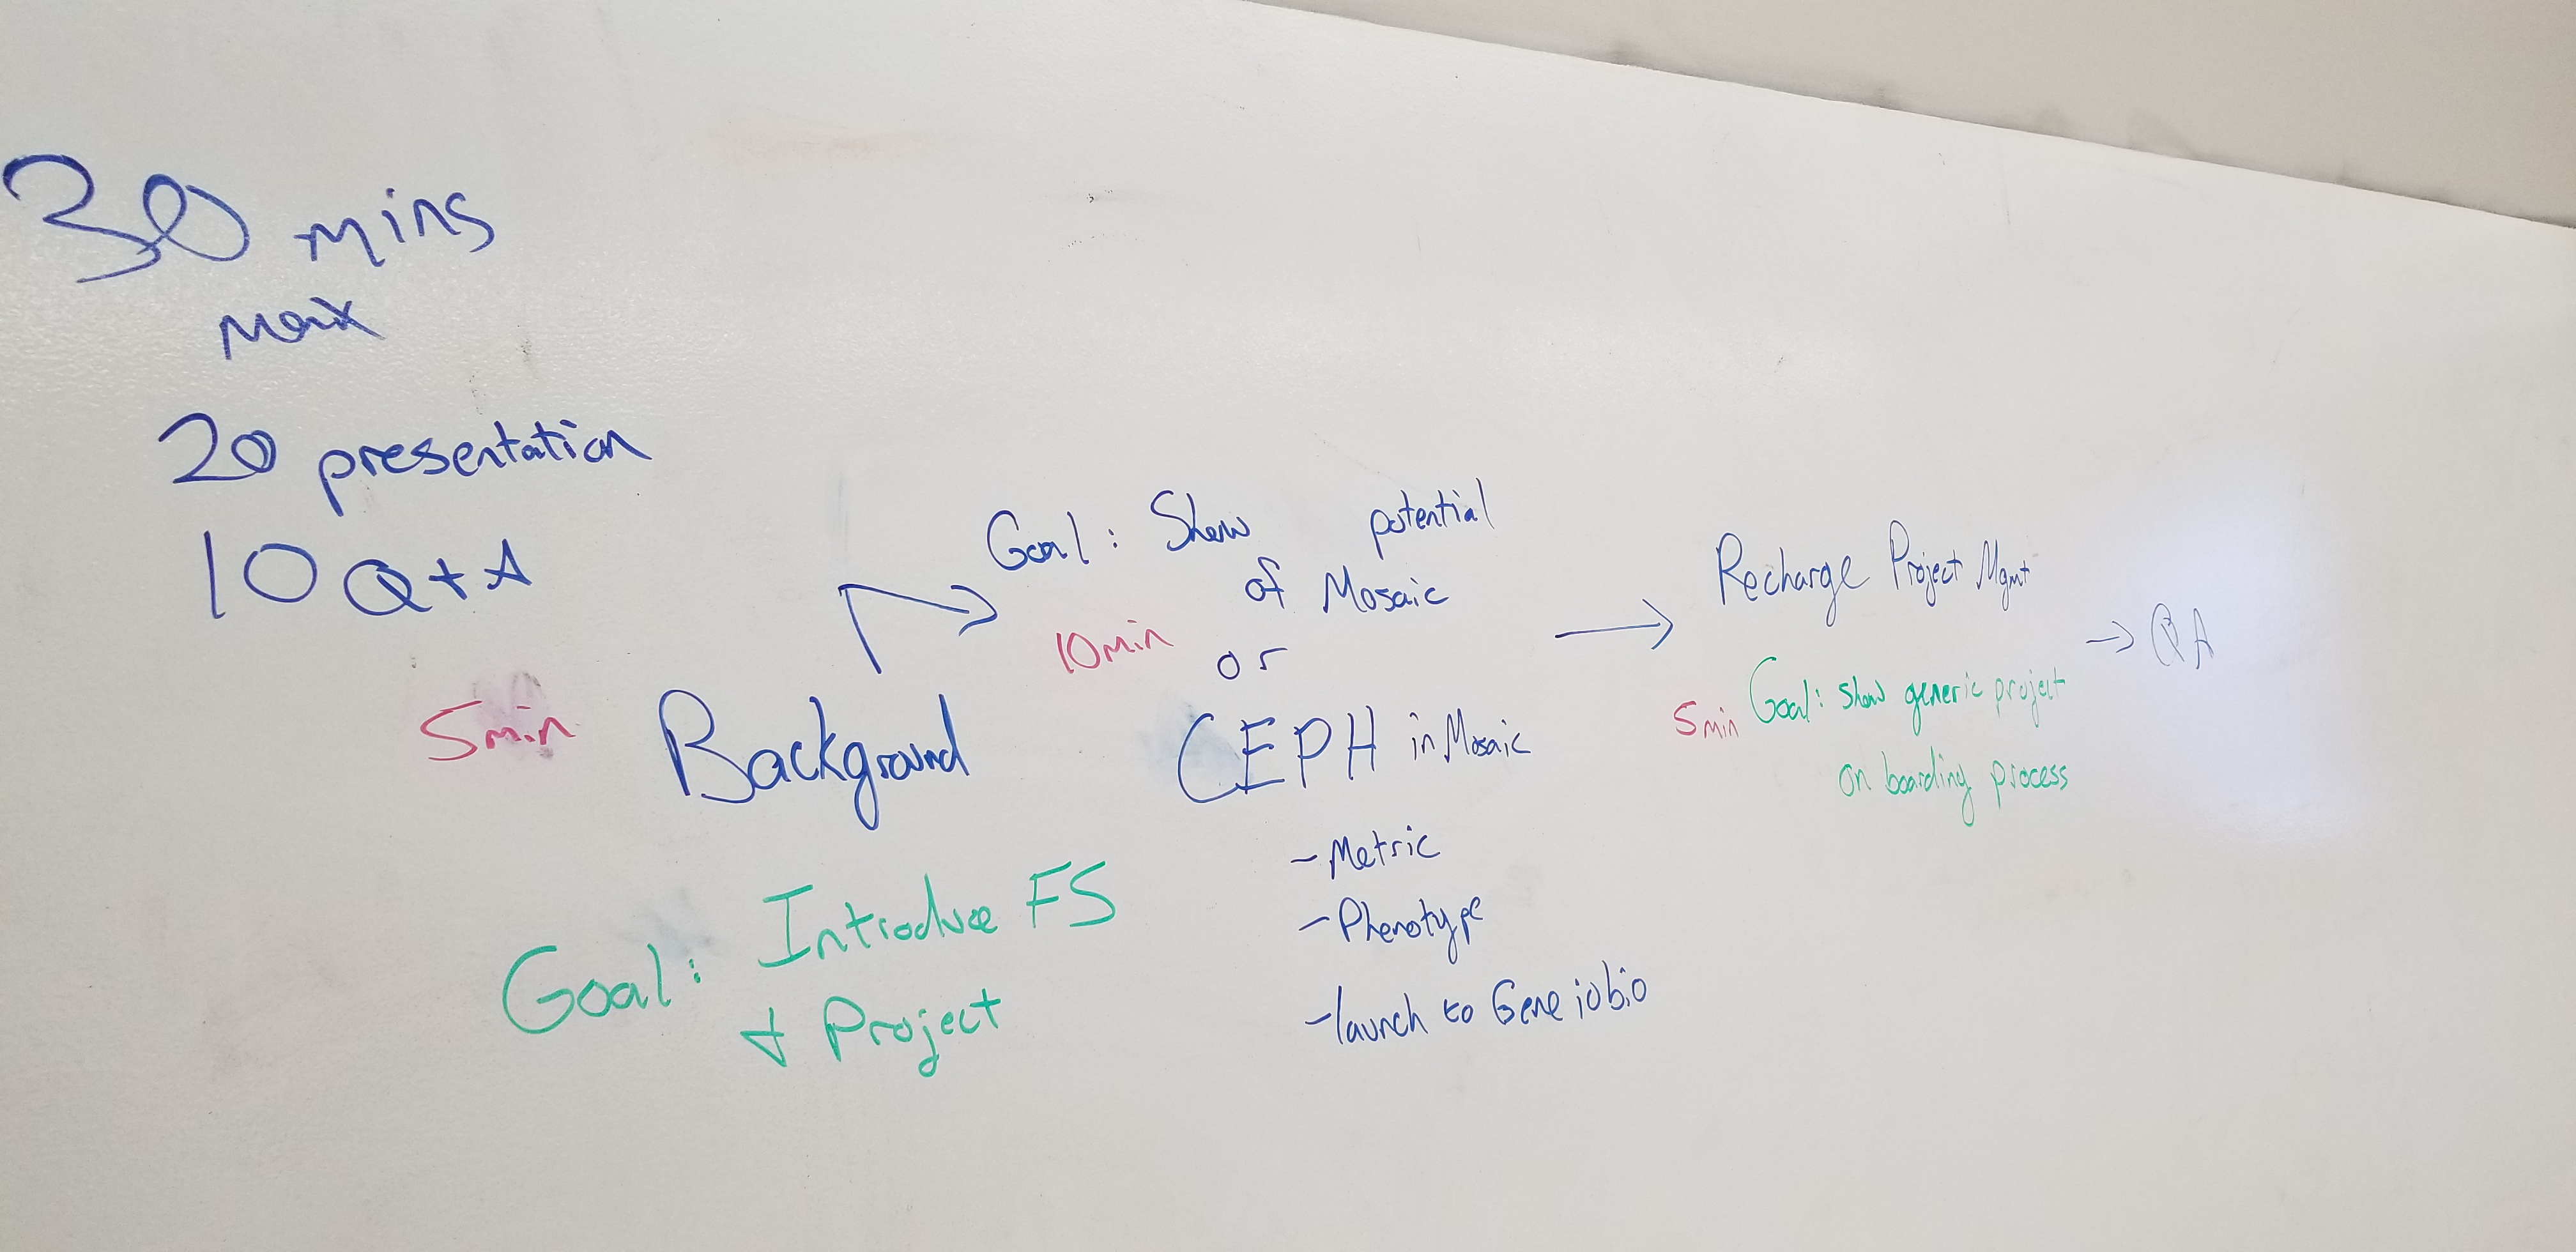 30 mins
max
20 presentation
10 Q + A
5min
Background
Goal: Introduce FS
+ Project
Goal: Show potential
of Mosaic
10min
or
CEPH in Mosaic
- Metric
- Phenotype
- launch to Gene iobio
Recharge Project Mgmt
5min
Goal: show generic project
on boarding process
→ QA